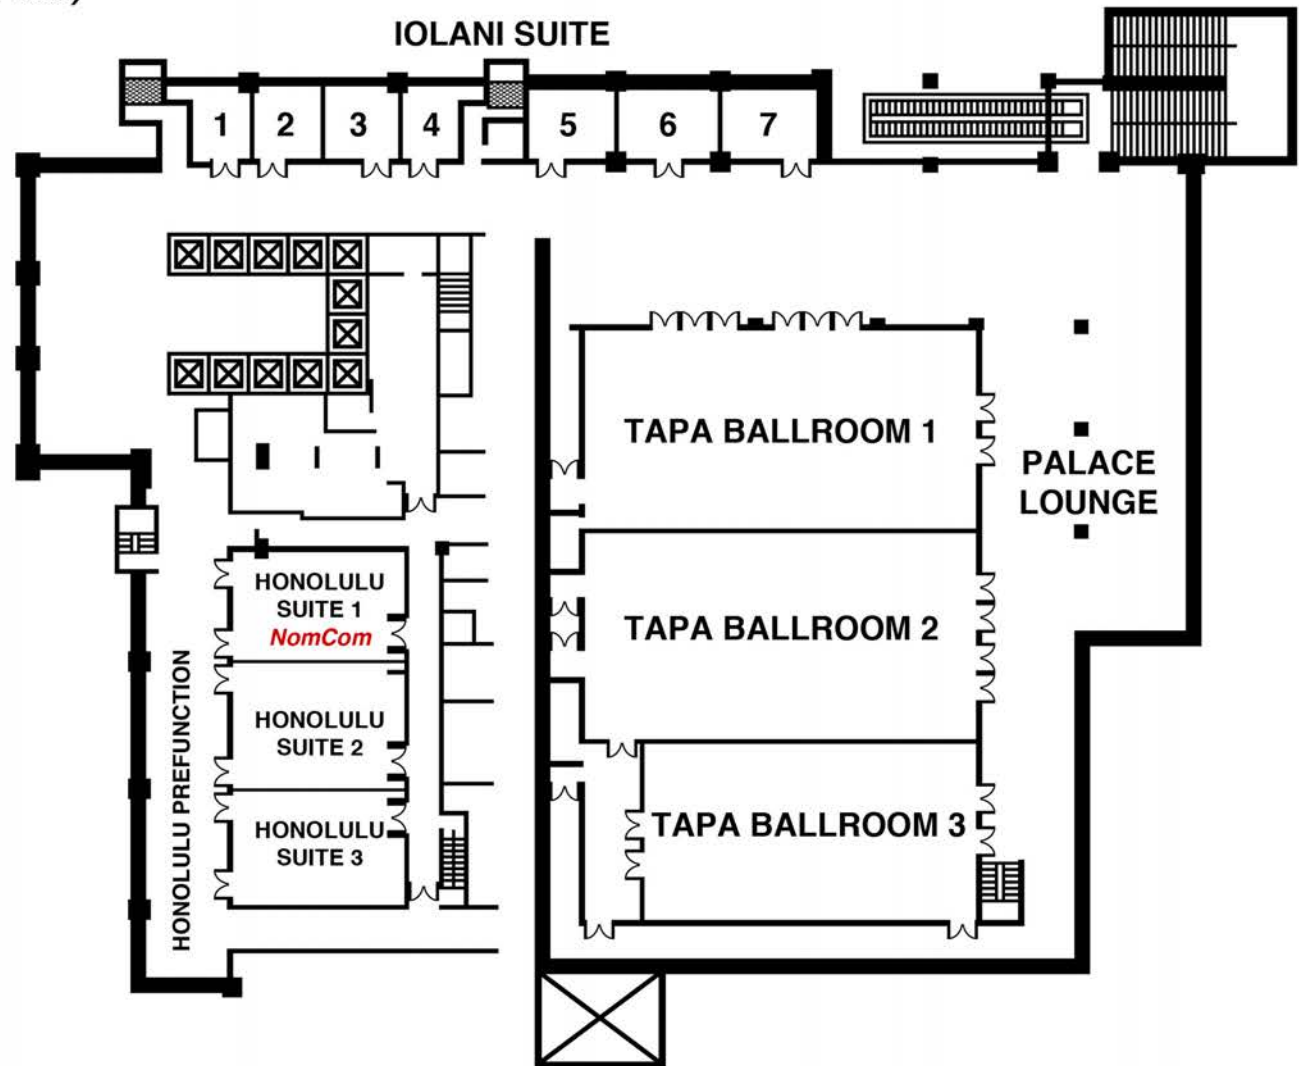 IOLANI SUITE
1 2 3 4 5 6 7
TAPA BALLROOM 1
PALACE
LOUNGE
HONOLULU
SUITE 1
NomCom
TAPA BALLROOM 2
HONOLULU PREFUNCTION
HONOLULU
SUITE 2
HONOLULU
SUITE 3
TAPA BALLROOM 3